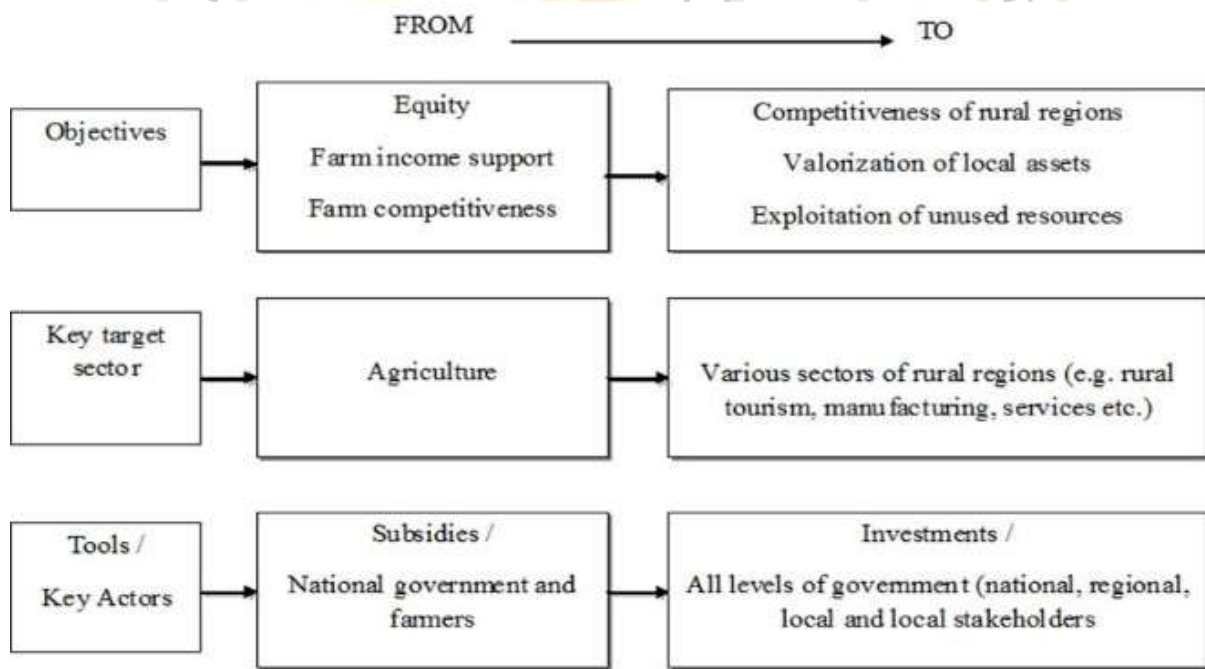 FROM
TO
Objectives
Equity
Farm income support
Farm competitiveness
Competitiveness of rural regions
Valorization of local assets
Exploitation of unused resources
Key target
sector
Agriculture
Various sectors of rural regions (e.g. rural
tourism, manufacturing, services etc.)
Tools /
Key Actors
Subsidies /
National government and
farmers
Investments /
All levels of government (national, regional,
local and local stakeholders